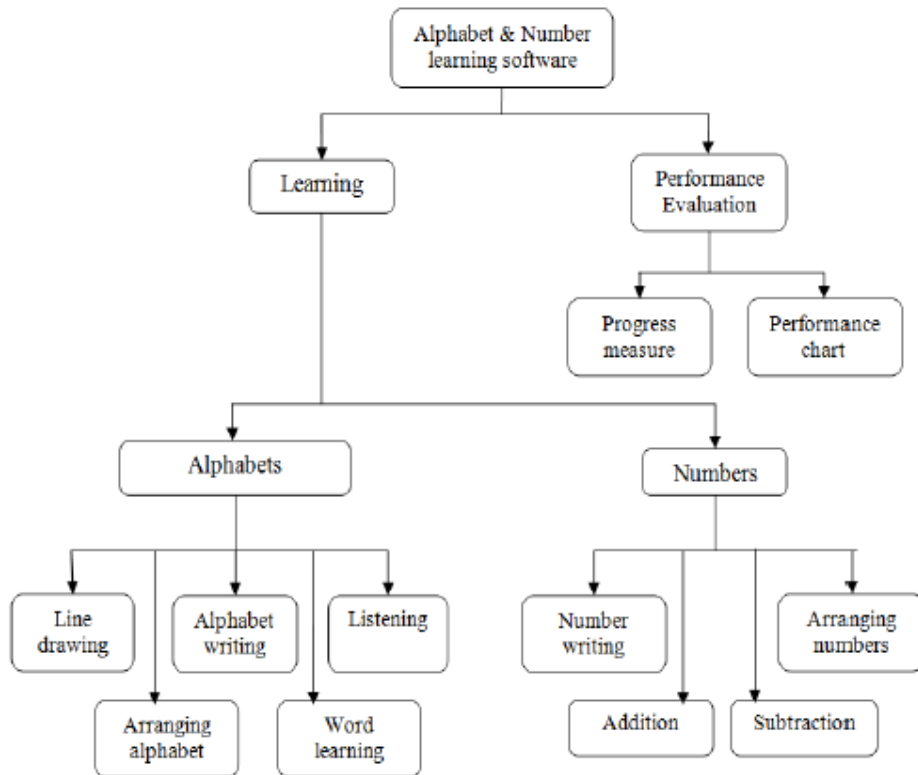 Alphabet & Number
learning software
Learning
Performance
Evaluation
Progress
measure
Performance
chart
Alphabets
Numbers
Line
drawing
Alphabet
writing
Listening
Number
writing
Arranging
numbers
Arranging
alphabet
Word
learning
Addition
Subtraction